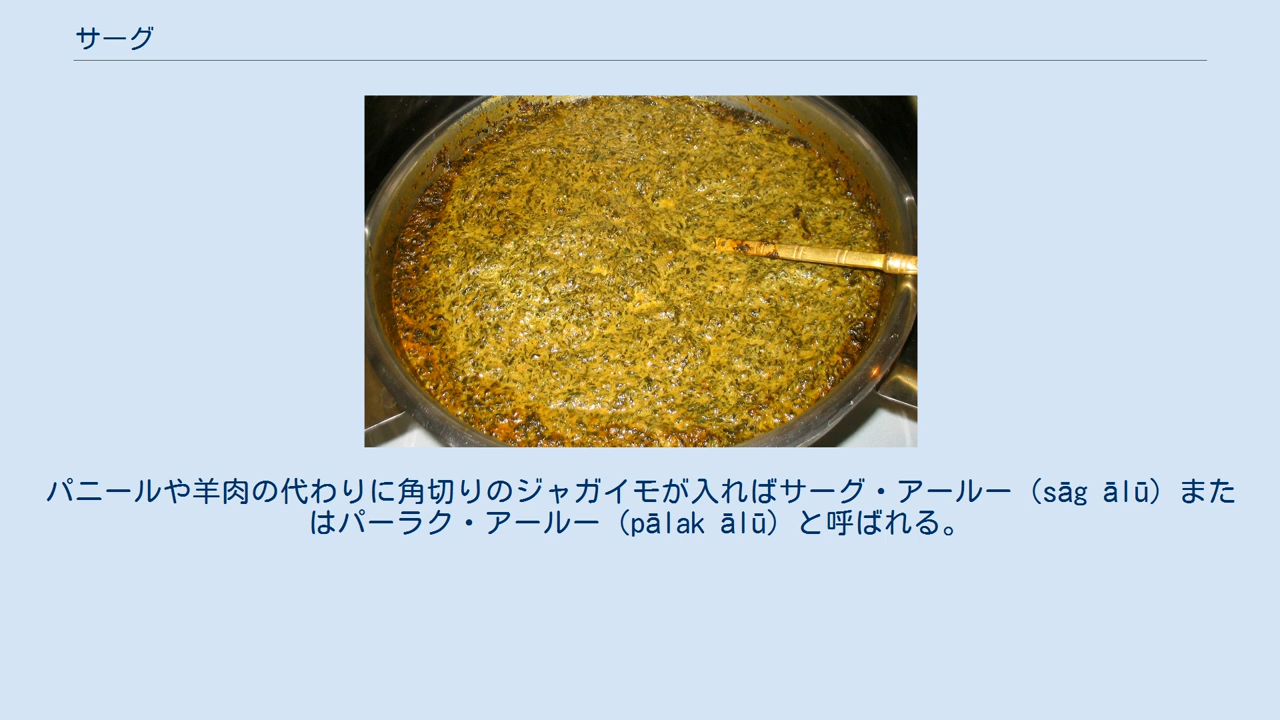 サーグ
パニールや羊肉の代わりに角切りのジャガイモが入ればサーグ・アールー（sāg ālū）また
はパーラク・アールー（pālak ālū）と呼ばれる。